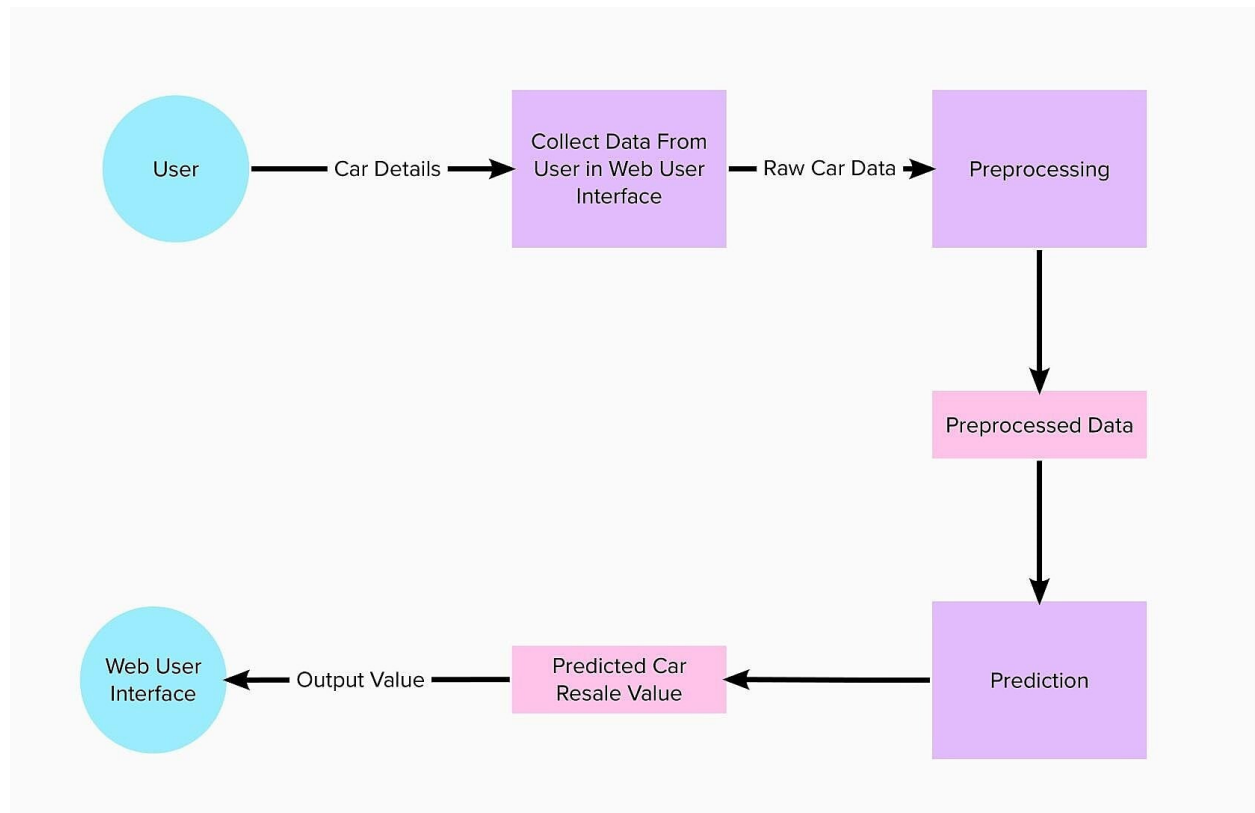 User
Car Details
Collect Data From
User in Web User
Interface
Raw Car Data
Preprocessing
Preprocessed Data
Prediction
Predicted Car
Resale Value
Output Value
Web User
Interface